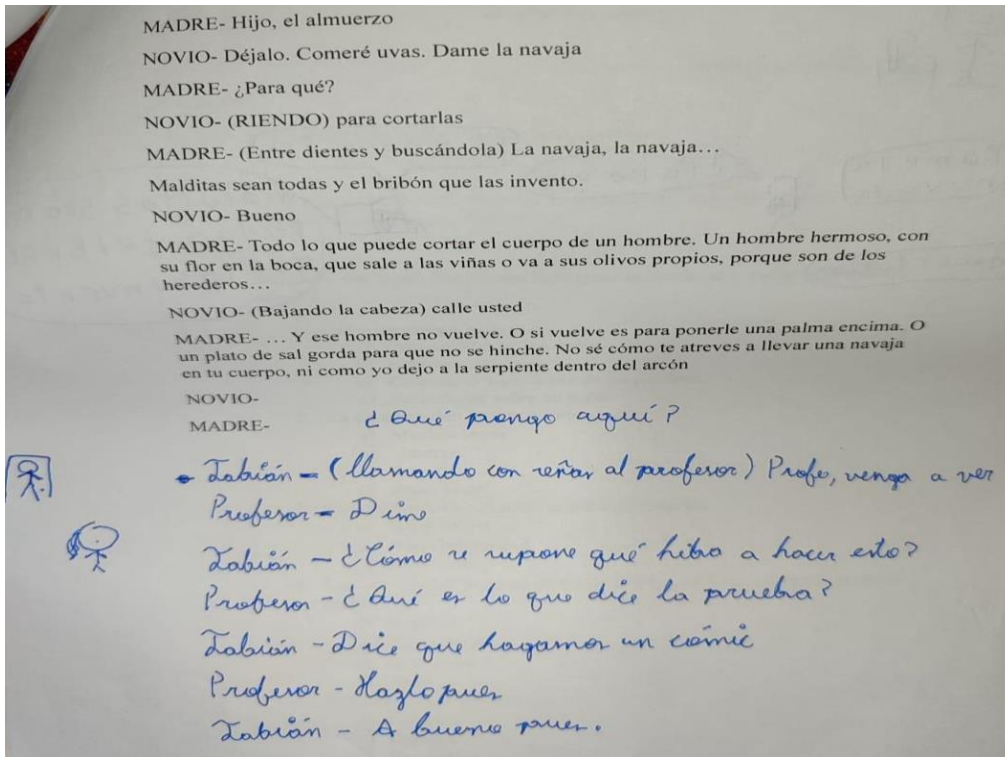 MADRE- Hijo, el almuerzo
NOVIO- Déjalo. Comeré uvas. Dame la navaja
MADRE- ¿Para qué?
NOVIO- (RIENDO) para cortarlas
MADRE- (Entre dientes y buscándola) La navaja, la navaja…
Malditas sean todas y el bribón que las invento.
NOVIO- Bueno
MADRE- Todo lo que puede cortar el cuerpo de un hombre. Un hombre hermoso, con
su flor en la boca, que sale a las viñas o va a sus olivos propios, porque son de los
herederos…
NOVIO- (Bajando la cabeza) calle usted
MADRE- … Y ese hombre no vuelve. O si vuelve es para ponerle una palma encima. O
un plato de sal gorda para que no se hinche. No sé cómo te atreves a llevar una navaja
en tu cuerpo, ni como yo dejo a la serpiente dentro del arcón
NOVIO-
MADRE- ¿Qué pongo aquí?
- Fabián - (llamando con señas al profesor) Profe, venga a ver
Profesor - Dime
Fabián - ¿Cómo se supone qué a hacer esto?
Profesor - ¿Qué es lo que dice la prueba?
Fabián - Dice que hagamos un cómic
Profesor - Hazlo pues
Fabián - A bueno pues.